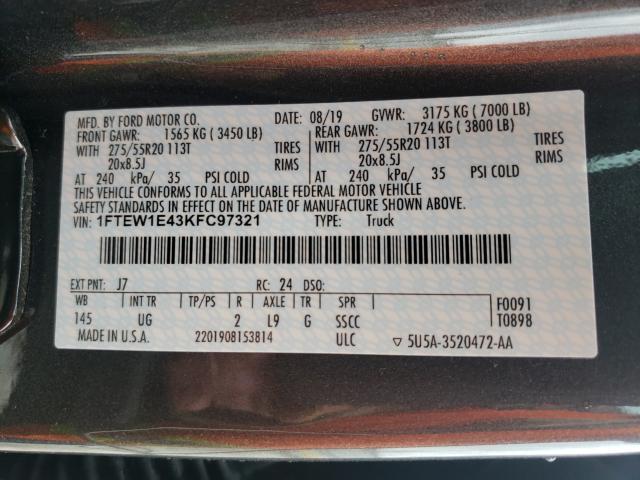 MFD. BY FORD MOTOR CO. DATE: 08/19 GVWR: 3175 KG ( 7000 LB)
FRONT GAWR: 1565 KG ( 3450 LB) REAR GAWR: 1724 KG ( 3800 LB)
WITH 275/55R20 113T TIRES WITH 275/55R20 113T TIRES
20x8.5J RIMS 20x8.5J RIMS
AT 240 kPa/ 35 PSI COLD AT 240 kPa/ 35 PSI COLD
THIS VEHICLE CONFORMS TO ALL APPLICABLE FEDERAL MOTOR VEHICLE
SAFETY STANDARDS IN EFFECT ON THE DATE OF MANUFACTURE SHOWN ABOVE.
VIN: 1FTEW1E43KFC97321 TYPE: Truck
EXT PNT: J7 RC: 24 DSO:
WB INT TR TP/PS R AXLE TR SPR F0091
145 UG 2 L9 G SSCC T0898
MADE IN U.S.A. 2201908153814 ULC 5U5A-3520472-AA